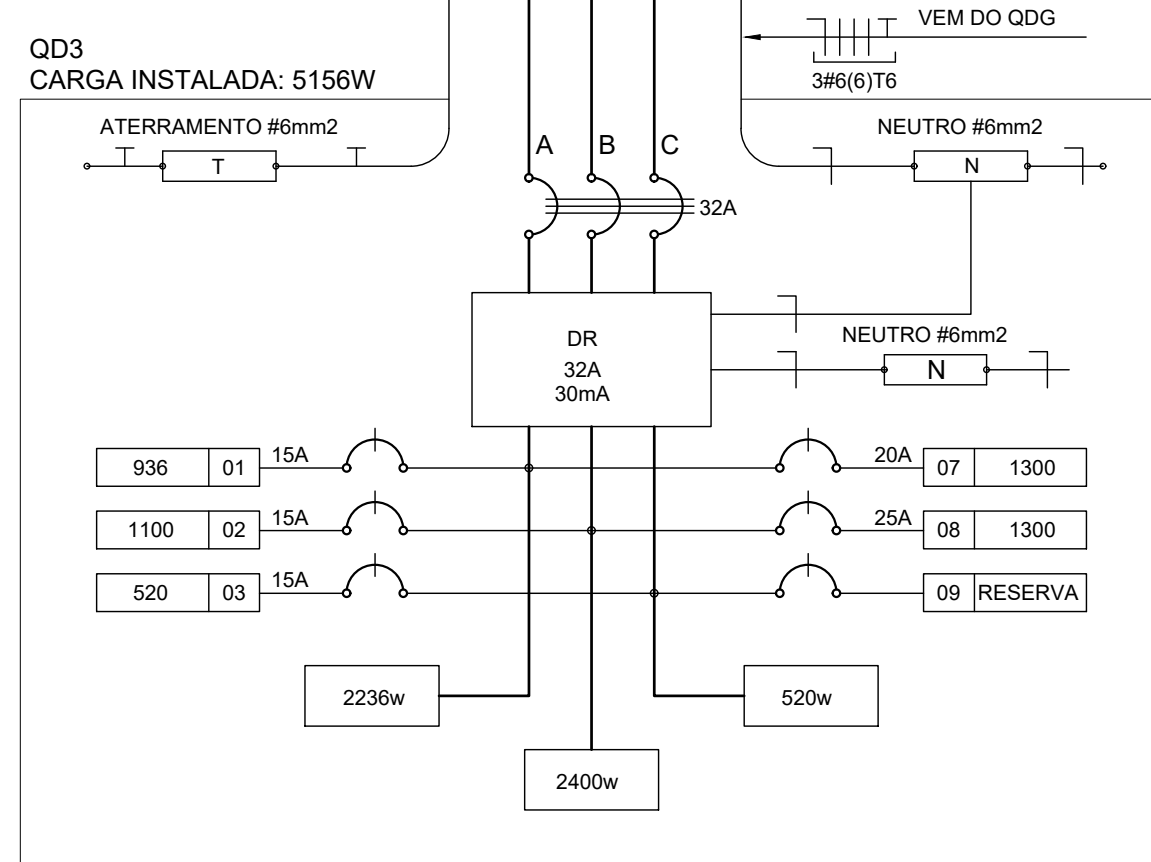 VEM DO QDG
QD3
CARGA INSTALADA: 5156W
3#6(6)T6
ATERRAMENTO #6mm2
NEUTRO #6mm2
A B C
T
N
32A
DR
32A
30mA
NEUTRO #6mm2
N
936 01 15A 20A 07 1300
1100 02 15A 25A 08 1300
520 03 15A 09 RESERVA
2236w
520w
2400w